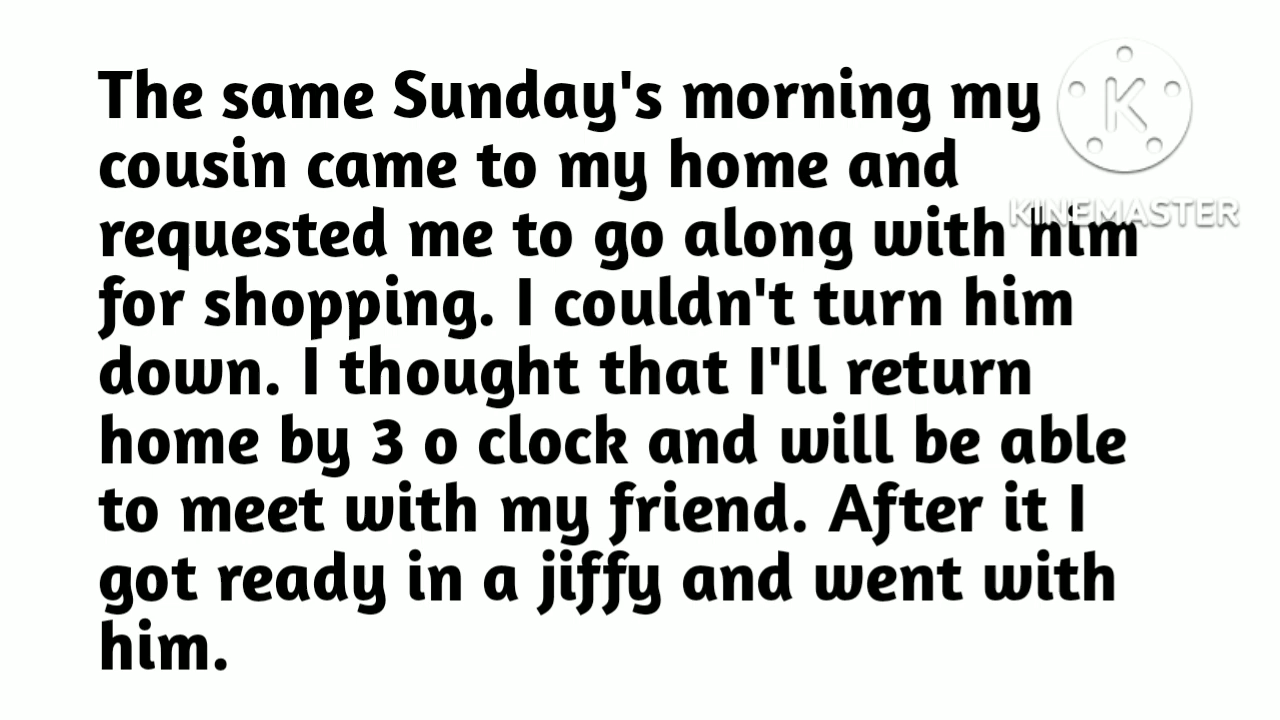 The same Sunday's morning my
cousin came to my home and
requested me to go along with him
for shopping. I couldn't turn him
down. I thought that I'll return
home by 3 o clock and will be able
to meet with my friend. After it I
got ready in a jiffy and went with
him.
K
KINEMASTER